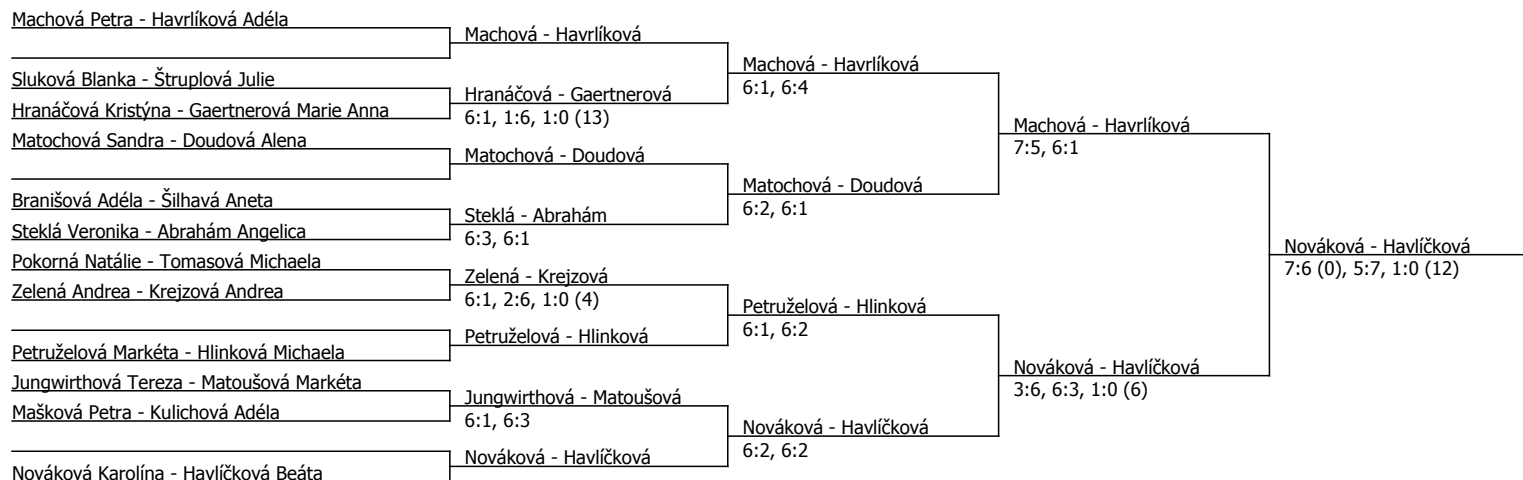 Machová Petra - Havrlíková Adéla
Sluková Blanka - Štruplová Julie
Hranáčová Kristýna - Gaertnerová Marie Anna
Matochová Sandra - Doudová Alena
Branišová Adéla - Šilhavá Aneta
Steklá Veronika - Abrahám Angelica
Pokorná Natálie - Tomasová Michaela
Zelená Andrea - Krejzová Andrea
Petruželová Markéta - Hlinková Michaela
Jungwirthová Tereza - Matoušová Markéta
Mašková Petra - Kulichová Adéla
Nováková Karolína - Havlíčková Beáta
Machová - Havrlíková
Hranáčová - Gaertnerová
6:1, 1:6, 1:0 (13)
Matochová - Doudová
Steklá - Abrahám
6:3, 6:1
Zelená - Krejzová
6:1, 2:6, 1:0 (4)
Petruželová - Hlinková
Jungwirthová - Matoušová
6:1, 6:3
Nováková - Havlíčková
Machová - Havrlíková
6:1, 6:4
Matochová - Doudová
6:2, 6:1
Petruželová - Hlinková
6:1, 6:2
Nováková - Havlíčková
6:2, 6:2
Machová - Havrlíková
7:5, 6:1
Nováková - Havlíčková
3:6, 6:3, 1:0 (6)
Nováková - Havlíčková
7:6 (0), 5:7, 1:0 (12)